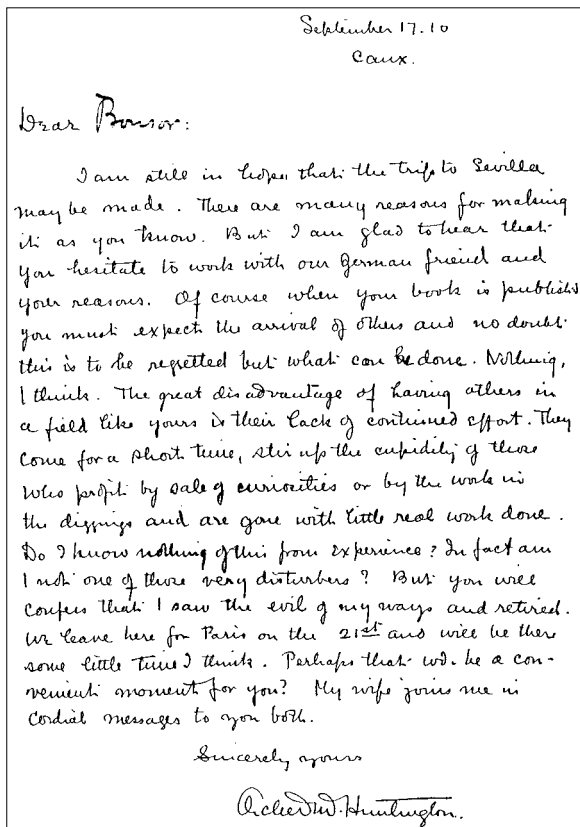 September 17.10
Caux.
Dear Bonsor:
I am still in hopes that the trip to Sevilla
may be made. There are many reasons for making
it as you know. But I am glad to hear that
you hesitate to work with our German friend and
your reasons. Of course when your book is publish'd
you must expect the arrival of others and no doubt
this is to be regretted but what can be done. Nothing,
I think. The great disadvantage of having others in
a field like yours is their lack of continued effort. They
come for a short time, stir up the cupidity of those
who profit by sale of curiosities or by the work in
the diggings and are gone with little real work done.
Do I know nothing of this from experience? In fact am
I not one of those very disturbers? But you will
confess that I saw the evil of my ways and retired.
We leave here for Paris on the 21st and will be there
some little time I think. Perhaps that wd. be a con-
venient moment for you? My wife joins me in
cordial messages to you both.
Sincerely yours
Archer M. Huntington.